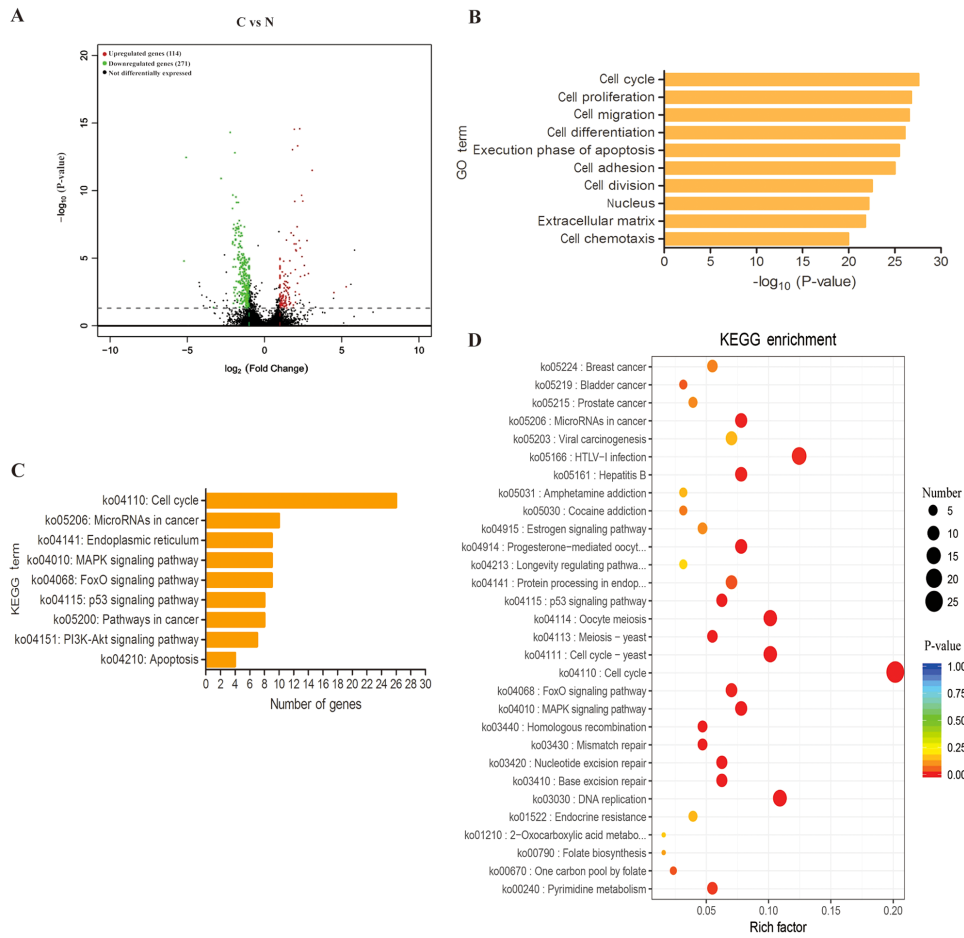 A
C vs N
Upregulated genes (114)
Downregulated genes (271)
Not differentially expressed
20
15
10
5
0
−log10 (P-value)
−10
−5
0
5
10
log2 (Fold Change)
B
GO term
Cell cycle
Cell proliferation
Cell migration
Cell differentiation
Execution phase of apoptosis
Cell adhesion
Cell division
Nucleus
Extracellular matrix
Cell chemotaxis
0 5 10 15 20 25 30
-log10 (P-value)
C
KEGG term
ko04110: Cell cycle
ko05206: MicroRNAs in cancer
ko04141: Endoplasmic reticulum
ko04010: MAPK signaling pathway
ko04068: FoxO signaling pathway
ko04115: p53 signaling pathway
ko05200: Pathways in cancer
ko04151: PI3K-Akt signaling pathway
ko04210: Apoptosis
0 2 4 6 8 10 12 14 16 18 20 22 24 26 28 30
Number of genes
D
KEGG enrichment
ko05224 : Breast cancer
ko05219 : Bladder cancer
ko05215 : Prostate cancer
ko05206 : MicroRNAs in cancer
ko05203 : Viral carcinogenesis
ko05166 : HTLV−I infection
ko05161 : Hepatitis B
ko05031 : Amphetamine addiction
ko05030 : Cocaine addiction
ko04915 : Estrogen signaling pathway
ko04914 : Progesterone−mediated oocyt...
ko04213 : Longevity regulating pathwa...
ko04141 : Protein processing in endop...
ko04115 : p53 signaling pathway
ko04114 : Oocyte meiosis
ko04113 : Meiosis − yeast
ko04111 : Cell cycle − yeast
ko04110 : Cell cycle
ko04068 : FoxO signaling pathway
ko04010 : MAPK signaling pathway
ko03440 : Homologous recombination
ko03430 : Mismatch repair
ko03420 : Nucleotide excision repair
ko03410 : Base excision repair
ko03030 : DNA replication
ko01522 : Endocrine resistance
ko01210 : 2−Oxocarboxylic acid metabo...
ko00790 : Folate biosynthesis
ko00670 : One carbon pool by folate
ko00240 : Pyrimidine metabolism
0.05 0.10 0.15 0.20
Rich factor
Number
5
10
15
20
25
P-value
1.00
0.75
0.50
0.25
0.00